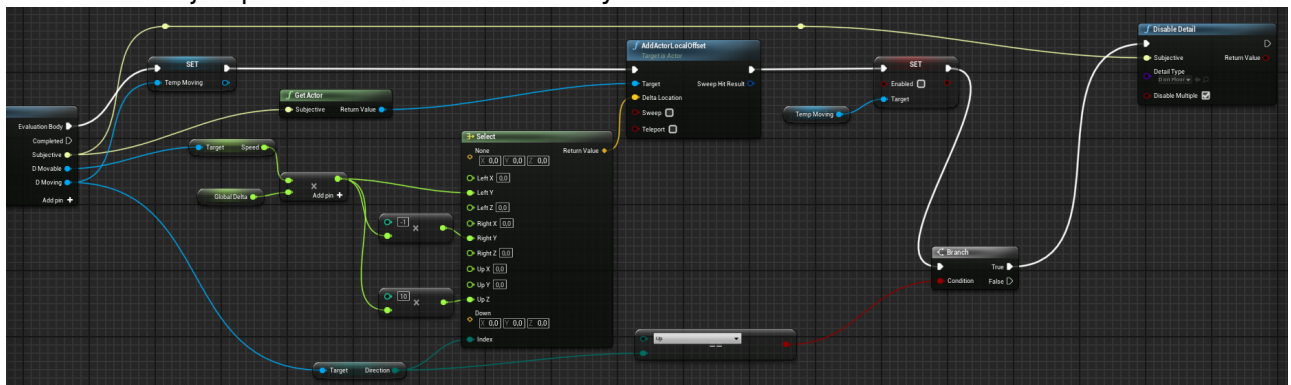 Evaluation Body
Completed
Subjective
D Movable
D Moving
Add pin +
SET
Temp Moving
Get Actor
Subjective Return Value
Target Speed
Global Delta
×
Add pin +
-1 ×
10 ×
Select
None Return Value
X 0,0 Y 0,0 Z 0,0
Left X 0,0
Left Y
Left Z 0,0
Right X 0,0
Right Y
Right Z 0,0
Up X 0,0
Up Y 0,0
Up Z
Down
X 0,0 Y 0,0 Z 0,0
Index
Target Direction
AddActorLocalOffset
Target is Actor
Target Sweep Hit Result
Delta Location
Sweep
Teleport
Temp Moving
SET
Enabled
Target
Up
==
Branch
True
Condition False
Disable Detail
Subjective Return Value
Detail Type
D on Floor
Disable Multiple